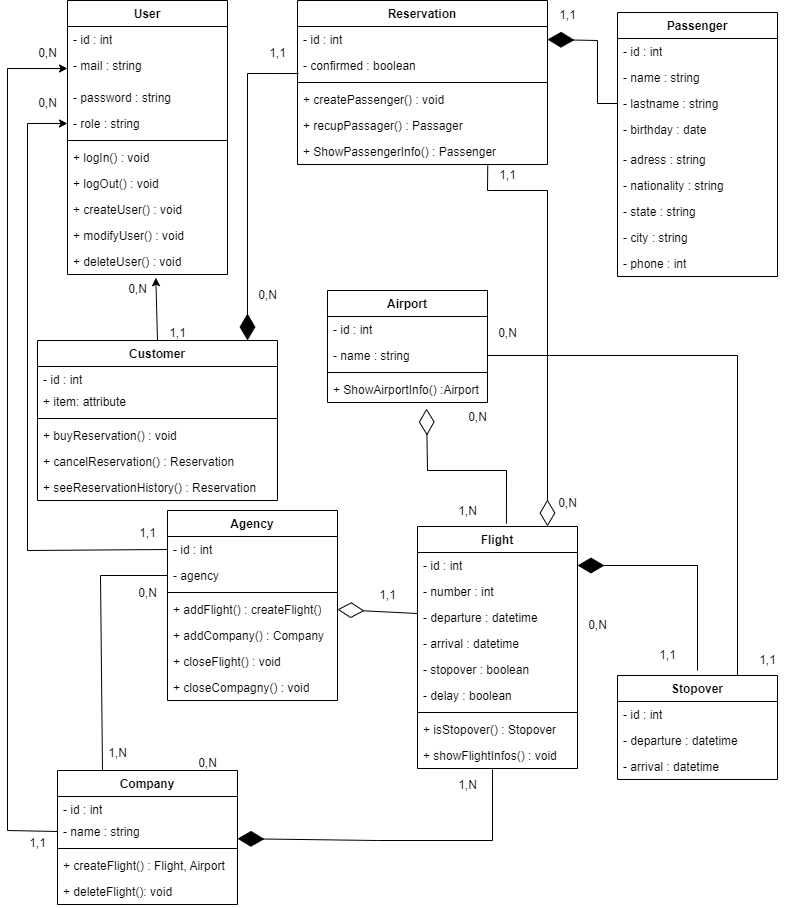 User
- id : int
- mail : string
- password : string
- role : string
+ logIn() : void
+ logOut() : void
+ createUser() : void
+ modifyUser() : void
+ deleteUser() : void
0,N
0,N
0,N
1,1
Reservation
- id : int
- confirmed : boolean
+ createPassenger() : void
+ recupPassager() : Passager
+ ShowPassengerInfo() : Passenger
1,1
1,1
1,1
Passenger
- id : int
- name : string
- lastname : string
- birthday : date
- adress : string
- nationality : string
- state : string
- city : string
- phone : int
0,N
Customer
- id : int
+ item: attribute
+ buyReservation() : void
+ cancelReservation() : Reservation
+ seeReservationHistory() : Reservation
Airport
- id : int
- name : string
+ ShowAirportInfo() :Airport
0,N
0,N
1,N
0,N
Agency
- id : int
- agency
+ addFlight() : createFlight()
+ addCompany() : Company
+ closeFlight() : void
+ closeCompagny() : void
1,1
0,N
1,1
Flight
- id : int
- number : int
- departure : datetime
- arrival : datetime
- stopover : boolean
- delay : boolean
+ isStopover() : Stopover
+ showFlightInfos() : void
0,N
1,1
1,1
Stopover
- id : int
- departure : datetime
- arrival : datetime
1,N
0,N
1,N
Company
- id : int
- name : string
+ createFlight() : Flight, Airport
+ deleteFlight(): void
1,1